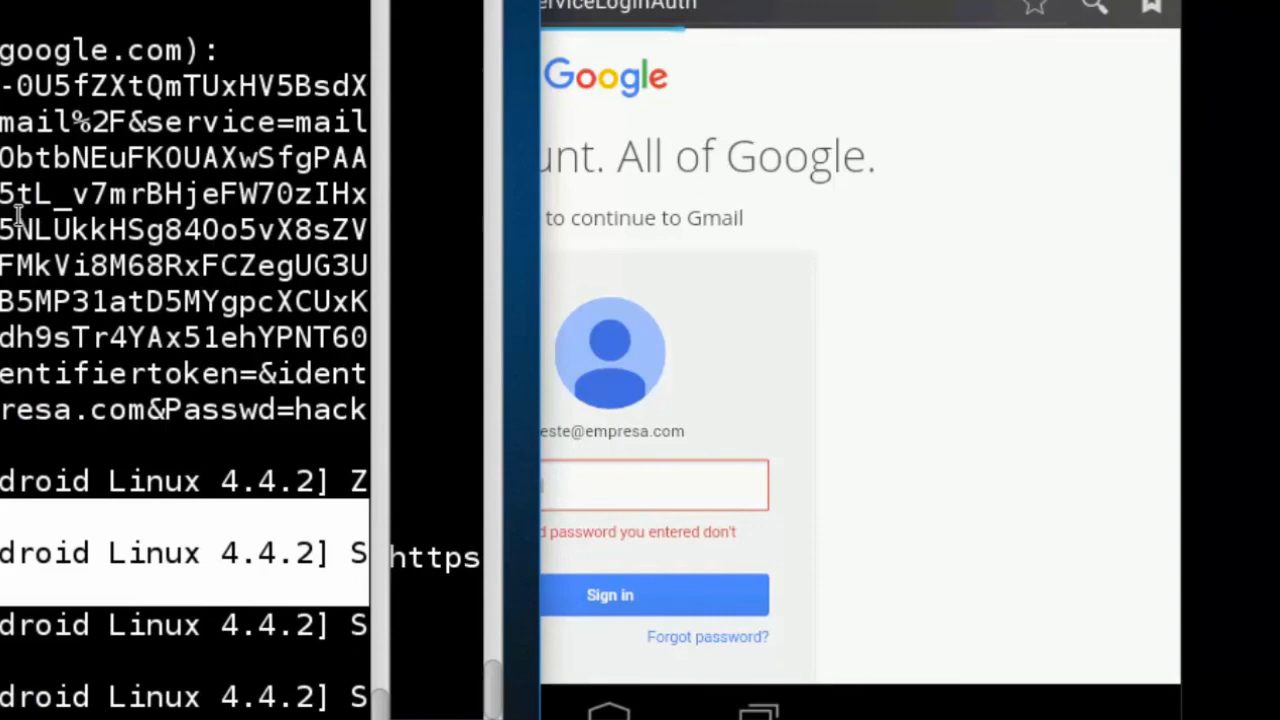 google.com):
-0U5fZXtQmTUxHV5BsdX
mail%2F&service=mail
ObtbNEuFKOUAXwSfgPAA
5tL_v7mrBHjeFW70zIHx
5NLUkkHSg84Oo5vX8sZV
FMkVi8M68RxFCZegUG3U
B5MP31atD5MYgpcXCUxK
dh9sTr4YAx51ehYPNT60
entifiertoken=&ident
resa.com&Passwd=hack
droid Linux 4.4.2] Z
droid Linux 4.4.2] S
droid Linux 4.4.2] S
droid Linux 4.4.2] S
https
erviceLoginAuth
Google
unt. All of Google.
to continue to Gmail
este@empresa.com
d password you entered don't
Sign in
Forgot password?